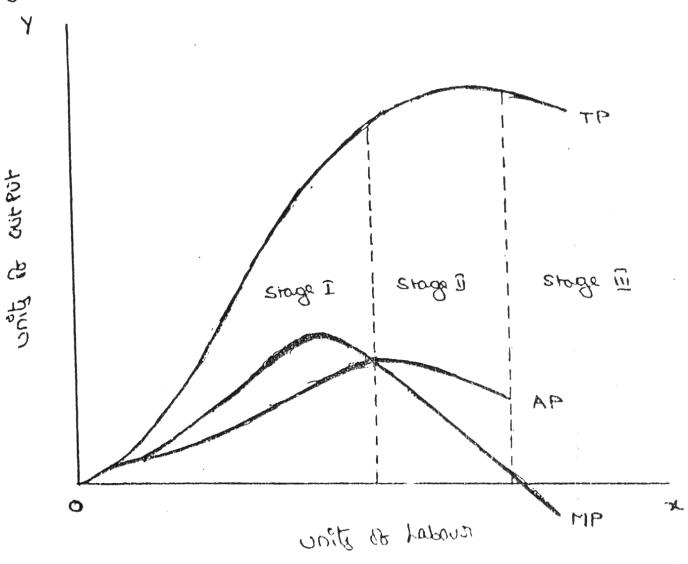 Y
TP
units of output
Stage I
Stage II
Stage III
AP
O
x
MP
units of Labour